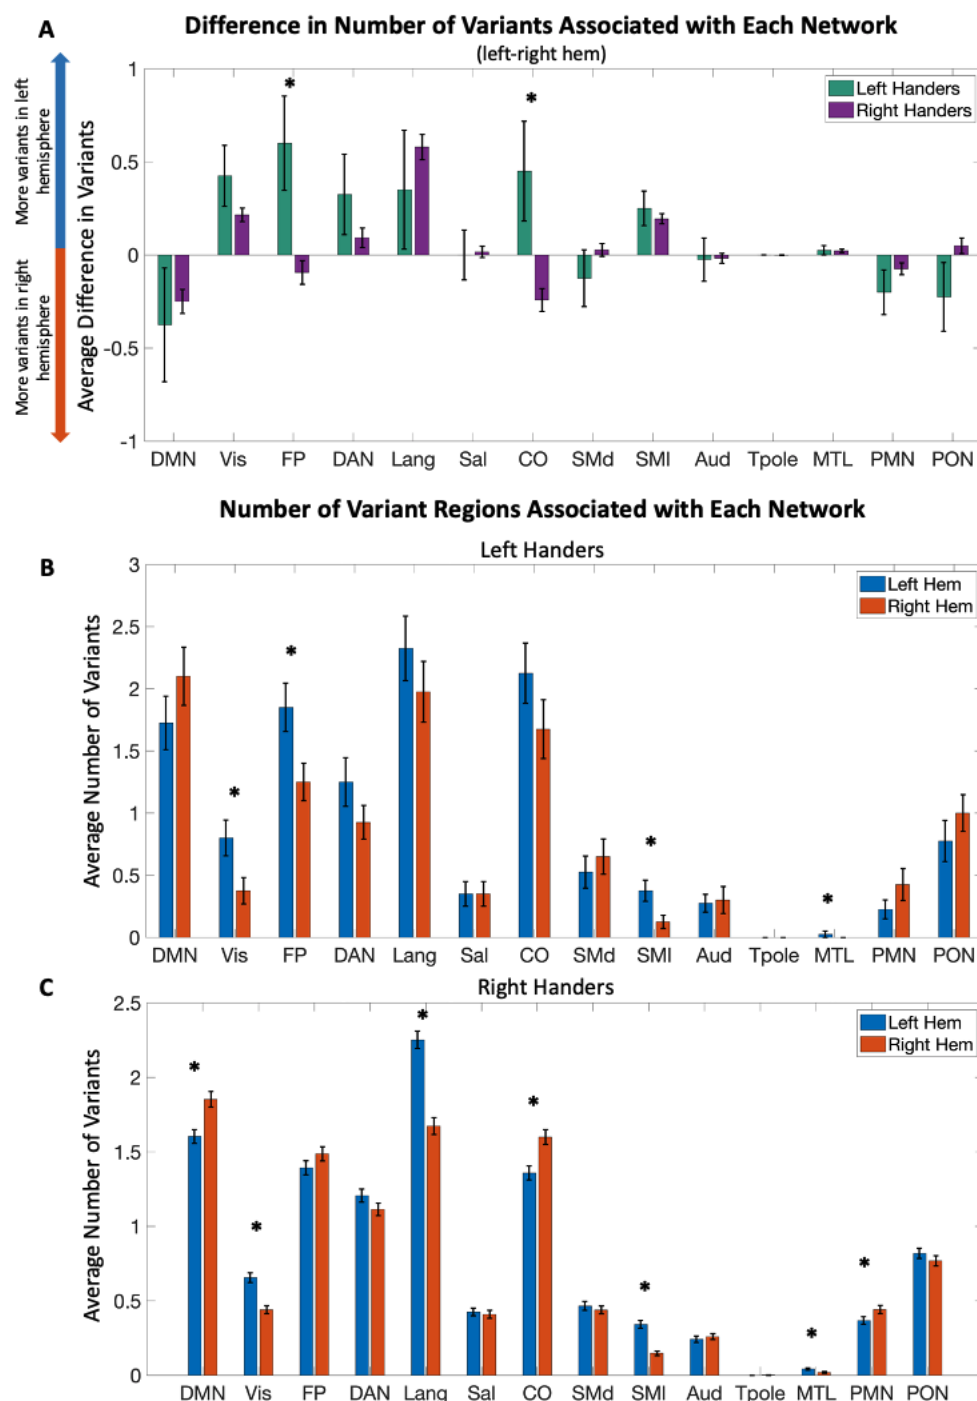 A
Difference in Number of Variants Associated with Each Network
(left-right hem)
More variants in left
hemisphere
More variants in right
hemisphere
Average Difference in Variants
1
0.5
0
-0.5
-1
Left Handers
Right Handers
*
*
DMN Vis FP DAN Lang Sal CO SMd SMl Aud Tpole MTL PMN PON
Number of Variant Regions Associated with Each Network
B
Left Handers
Average Number of Variants
3
2.5
2
1.5
1
0.5
0
Left Hem
Right Hem
*
*
*
*
DMN Vis FP DAN Lang Sal CO SMd SMl Aud Tpole MTL PMN PON
C
Right Handers
Average Number of Variants
2.5
2
1.5
1
0.5
0
Left Hem
Right Hem
*
*
*
*
*
*
*
DMN Vis FP DAN Lang Sal CO SMd SMl Aud Tpole MTL PMN PON